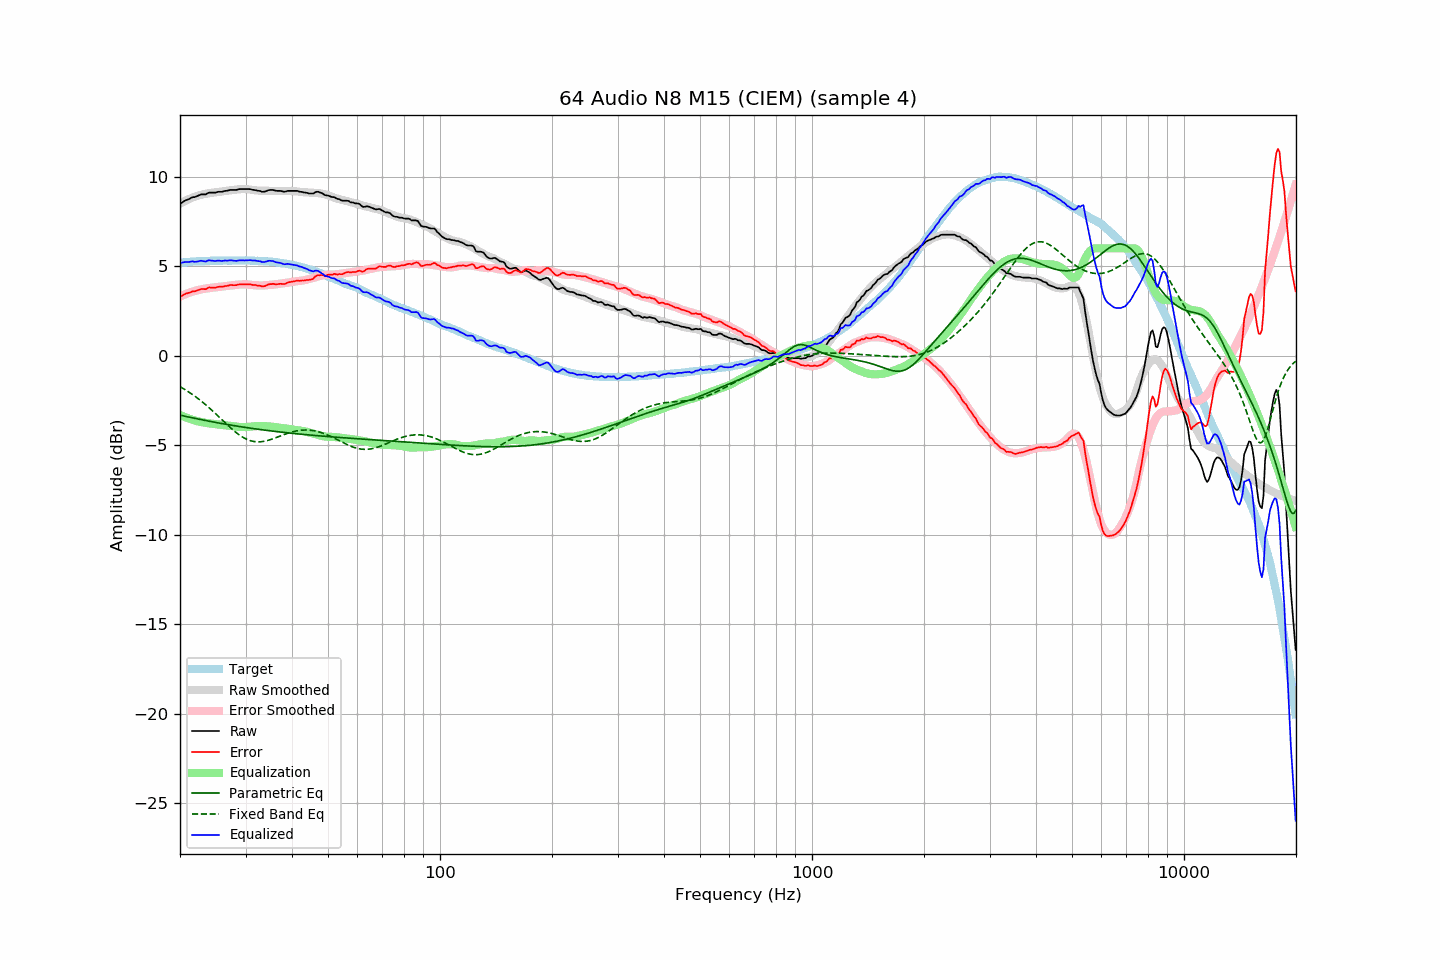 64 Audio N8 M15 (CIEM) (sample 4)
10
5
0
−5
−10
−15
−20
−25
Amplitude (dBr)
Target
Raw Smoothed
Error Smoothed
Raw
Error
Equalization
Parametric Eq
Fixed Band Eq
Equalized
100
1000
10000
Frequency (Hz)